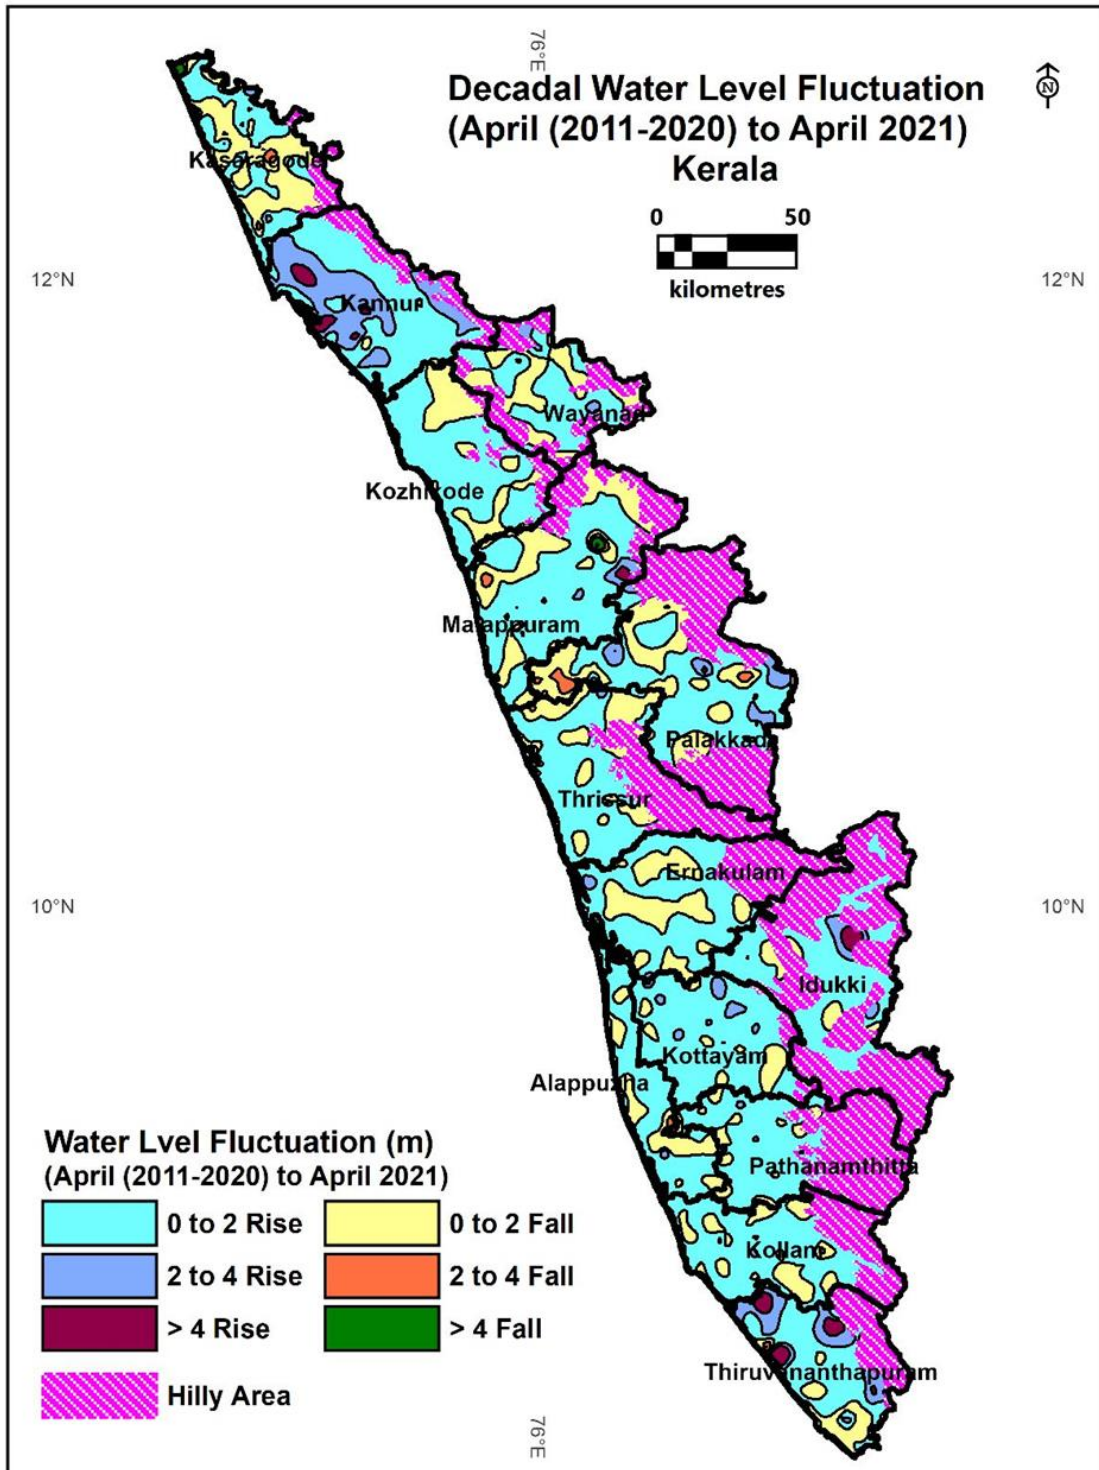 76°E
Decadal Water Level Fluctuation
(April (2011-2020) to April 2021)
Kerala
N
0 50
kilometres
Kasaragode
12°N 12°N
Kannur
Wayanad
Kozhikode
Malappuram
Palakkad
Thrissur
Ernakulam
10°N 10°N
Idukki
Kottayam
Alappuzha
Pathanamthitta
Kollam
Thiruvananthapuram
Water Lvel Fluctuation (m)
(April (2011-2020) to April 2021)
0 to 2 Rise 0 to 2 Fall
2 to 4 Rise 2 to 4 Fall
> 4 Rise > 4 Fall
Hilly Area
76°E